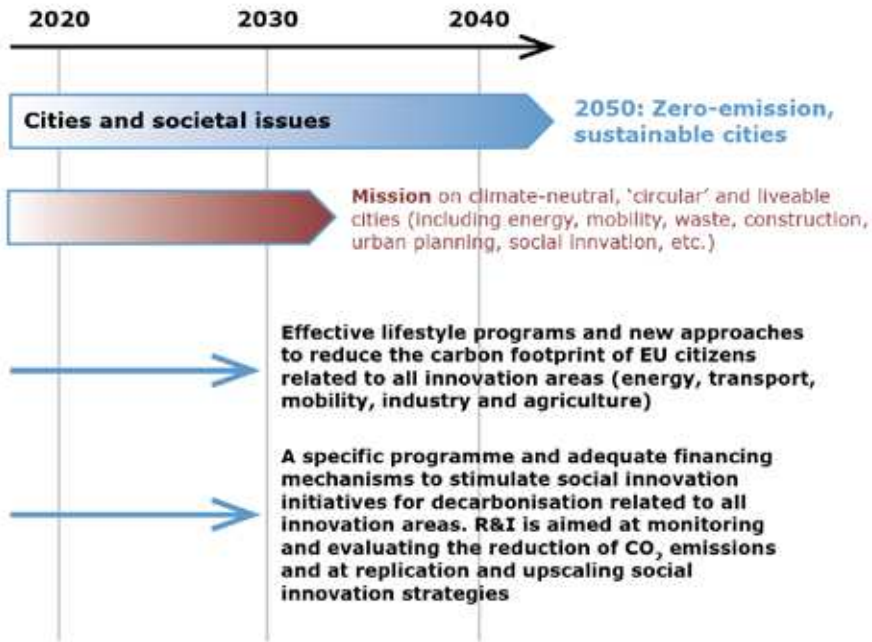 2020 2030 2040
Cities and societal issues
2050: Zero-emission,
sustainable cities
Mission on climate-neutral, ‘circular’ and liveable
cities (including energy, mobility, waste, construction,
urban planning, social innvation, etc.)
Effective lifestyle programs and new approaches
to reduce the carbon footprint of EU citizens
related to all innovation areas (energy, transport,
mobility, industry and agriculture)
A specific programme and adequate financing
mechanisms to stimulate social innovation
initiatives for decarbonisation related to all
innovation areas. R&I is aimed at monitoring
and evaluating the reduction of CO₂ emissions
and at replication and upscaling social
innovation strategies